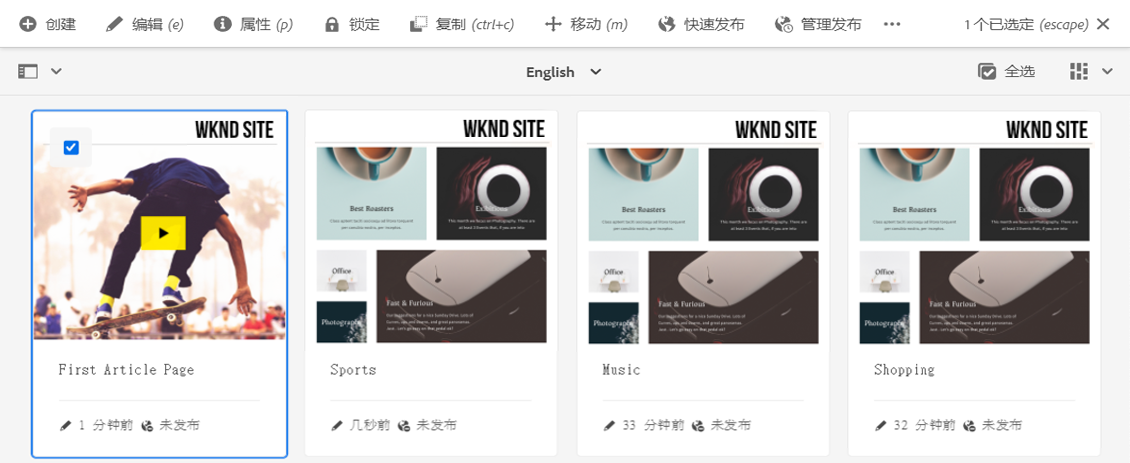 创建 编辑 (e) 属性 (p) 锁定 复制 (ctrl+c) 移动 (m) 快速发布 管理发布 ... 1 个已选定 (escape)
English 全选
WKND SITE WKND SITE WKND SITE WKND SITE
Best Roasters Exibitions Best Roasters Exibitions Best Roasters Exibitions
Office Office Office
Fast & Furious Fast & Furious Fast & Furious
Photography Photography Photography
First Article Page Sports Music Shopping
1 分钟前 未发布 几秒前 未发布 33 分钟前 未发布 32 分钟前 未发布